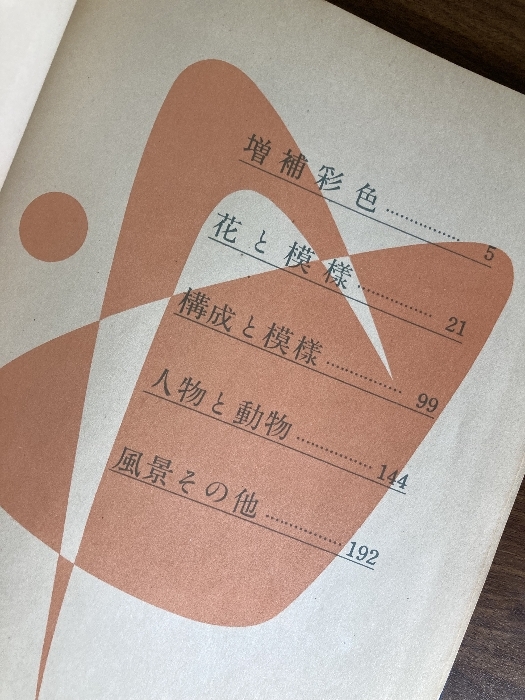 増補彩色……………5
花と模樣……………21
構成と模様……………99
人物と動物……………144
風景その他……………192